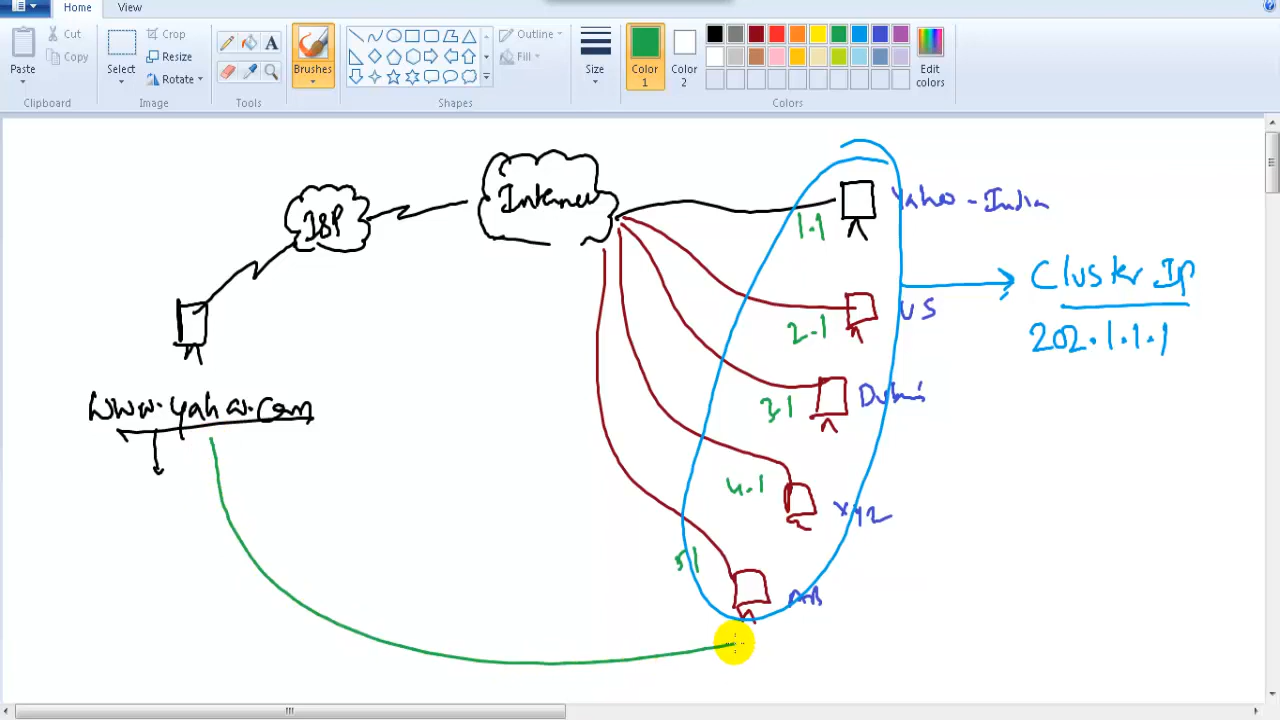 Home
View
Paste
Cut
Copy
Clipboard
Select
Resize
Rotate
Image
A
Tools
Brushes
Outline
Fill
Shapes
Size
Color 1
Color 2
Edit colors
Colors
Internet
ISP
Yahoo - India
1.1
Cluster IP
US
2.1
202.1.1.1
3.1
Dubai
www.yahoo.com
4.1
xyz
5.1